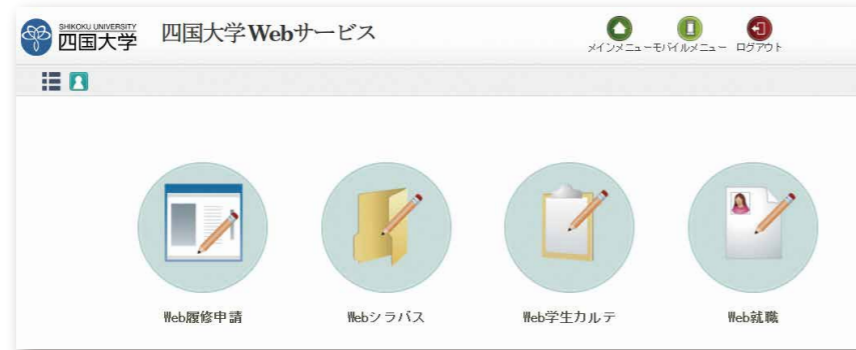 SHIKOKU UNIVERSITY
四国大学
四国大学Webサービス
メインメニュー
モバイルメニュー
ログアウト
Web履修申請
Webシラバス
Web学生カルテ
Web就職